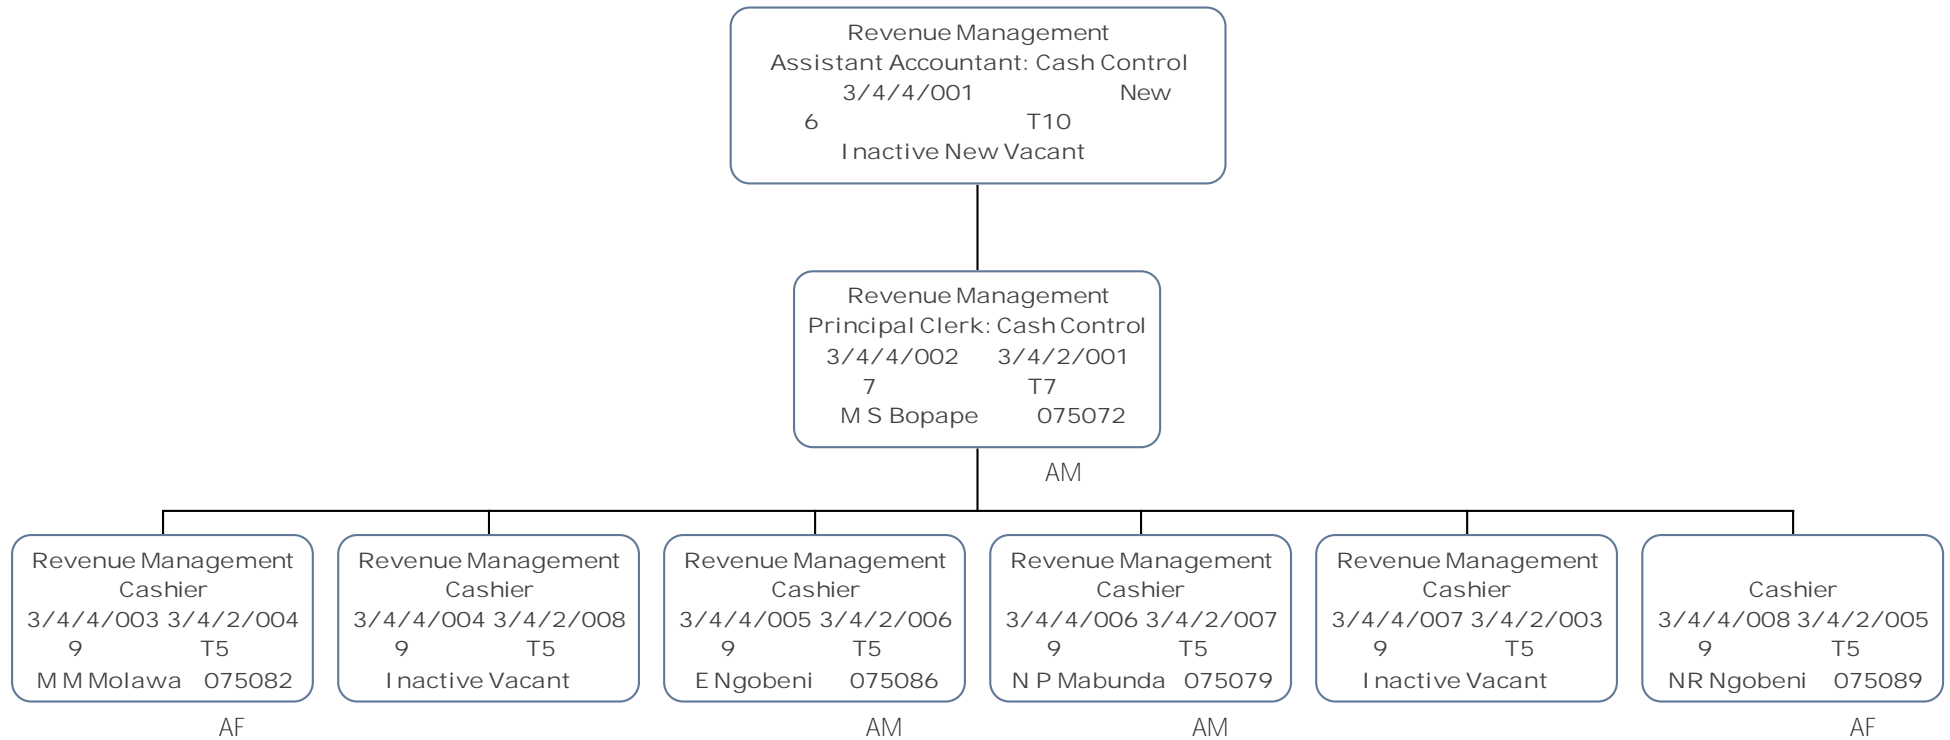 Revenue Management
Assistant Accountant: Cash Control
3/4/4/001 New
6 T10
Inactive New Vacant
Revenue Management
Principal Clerk: Cash Control
3/4/4/002 3/4/2/001
7 T7
M S Bopape 075072
AM
Revenue Management
Cashier
3/4/4/003 3/4/2/004
9 T5
M M Molawa 075082
AF
Revenue Management
Cashier
3/4/4/004 3/4/2/008
9 T5
Inactive Vacant
Revenue Management
Cashier
3/4/4/005 3/4/2/006
9 T5
E Ngobeni 075086
AM
Revenue Management
Cashier
3/4/4/006 3/4/2/007
9 T5
N P Mabunda 075079
AM
Revenue Management
Cashier
3/4/4/007 3/4/2/003
9 T5
Inactive Vacant
Cashier
3/4/4/008 3/4/2/005
9 T5
NR Ngobeni 075089
AF